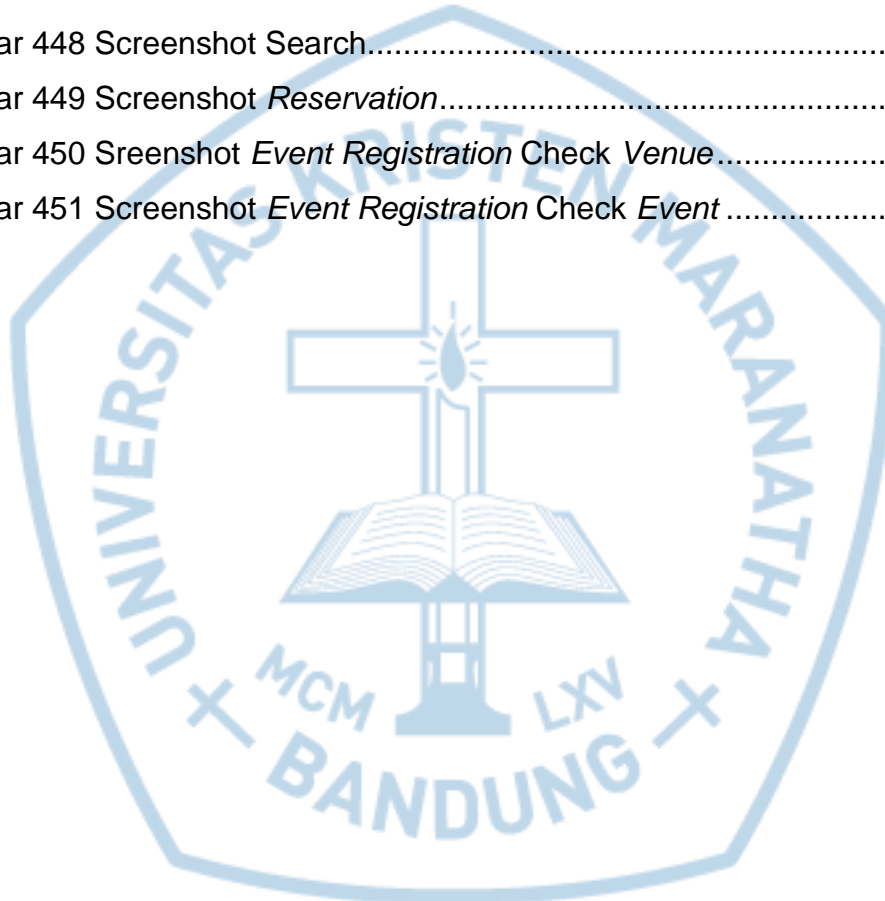 ar 448 Screenshot Search..........................................................................
ar 449 Screenshot Reservation................................................................
ar 450 Sreenshot Event Registration Check Venue.......................
ar 451 Screenshot Event Registration Check Event ......................
UNIVERSITAS KRISTEN MARANATHA
MCM LXV
BANDUNG